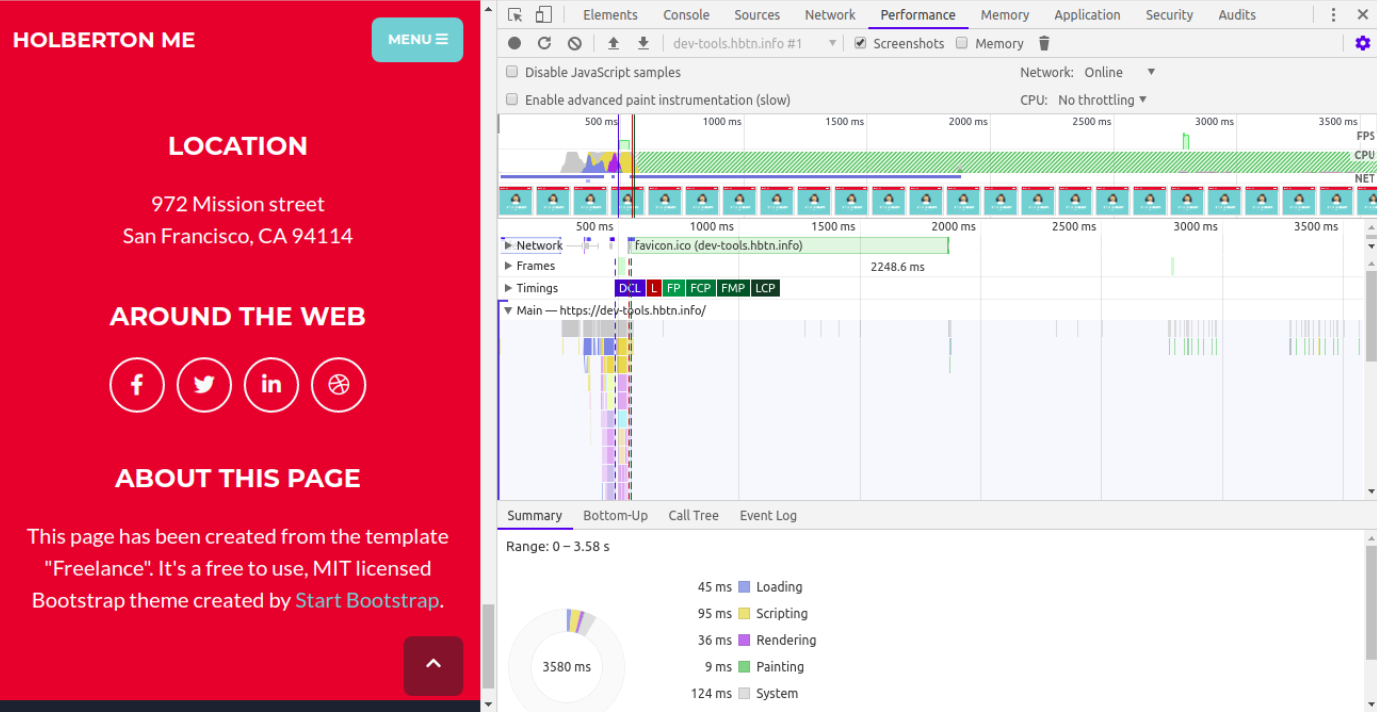 HOLBERTON ME
MENU
LOCATION
972 Mission street
San Francisco, CA 94114
AROUND THE WEB
ABOUT THIS PAGE
This page has been created from the template
"Freelance". It's a free to use, MIT licensed
Bootstrap theme created by Start Bootstrap.
Elements Console Sources Network Performance Memory Application Security Audits
dev-tools.hbtn.info #1 Screenshots Memory
Disable JavaScript samples Network: Online
Enable advanced paint instrumentation (slow) CPU: No throttling
500 ms 1000 ms 1500 ms 2000 ms 2500 ms 3000 ms 3500 ms
FPS
CPU
NET
500 ms 1000 ms 1500 ms 2000 ms 2500 ms 3000 ms 3500 ms
Network favicon.ico (dev-tools.hbtn.info)
Frames 2248.6 ms
Timings DCL L FP FCP FMP LCP
Main — https://dev-tools.hbtn.info/
Summary Bottom-Up Call Tree Event Log
Range: 0 – 3.58 s
45 ms Loading
95 ms Scripting
36 ms Rendering
3580 ms
9 ms Painting
124 ms System